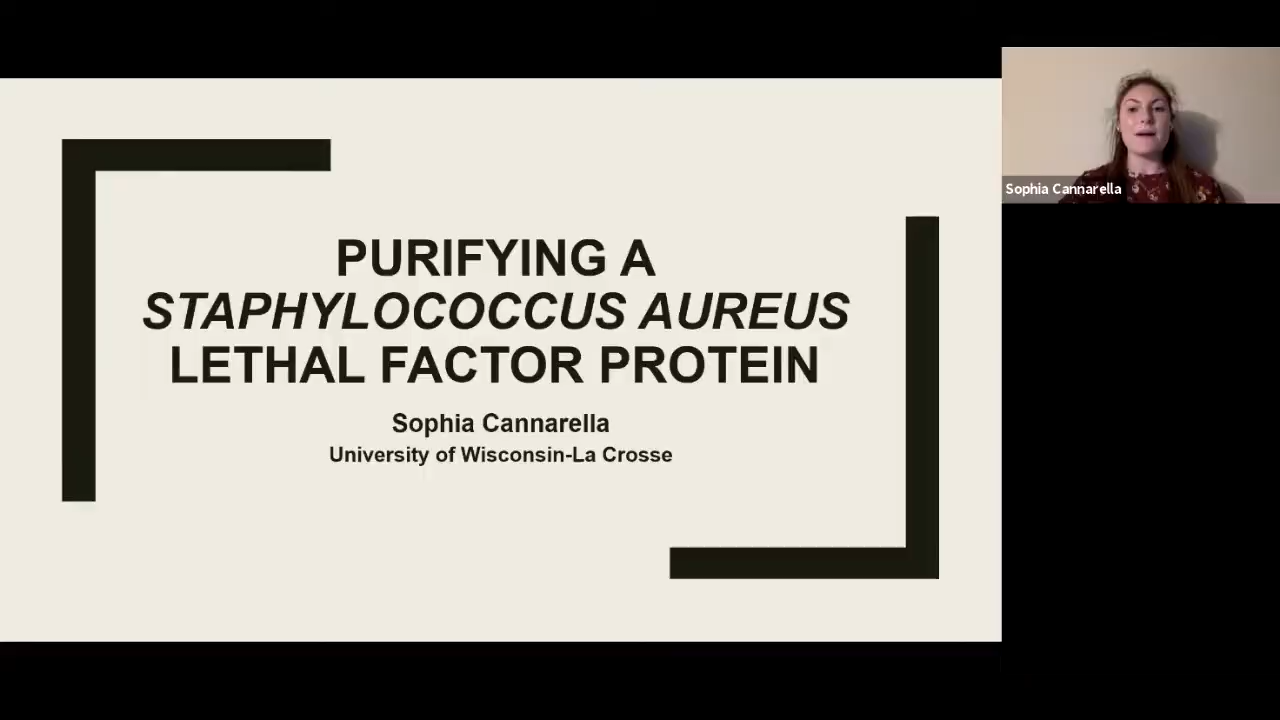 PURIFYING A
STAPHYLOCOCCUS AUREUS
LETHAL FACTOR PROTEIN
Sophia Cannarella
University of Wisconsin-La Crosse
Sophia Cannarella